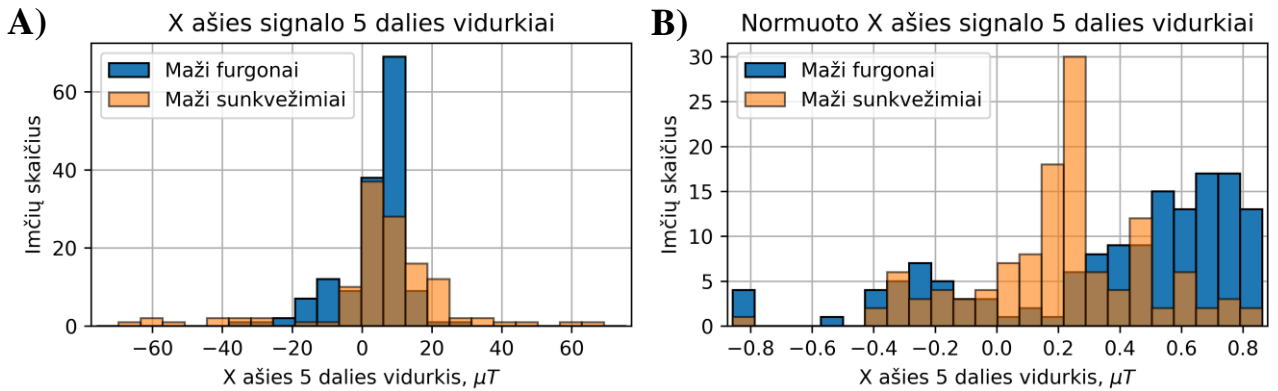 A)
X ašies signalo 5 dalies vidurkiai
Maži furgonai
Maži sunkvežimiai
Imčių skaičius
60
40
20
0
−60 −40 −20 0 20 40 60
X ašies 5 dalies vidurkis, μT
B)
Normuoto X ašies signalo 5 dalies vidurkiai
Maži furgonai
Maži sunkvežimiai
Imčių skaičius
30
25
20
15
10
5
0
−0.8 −0.6 −0.4 −0.2 0.0 0.2 0.4 0.6 0.8
X ašies 5 dalies vidurkis, μT